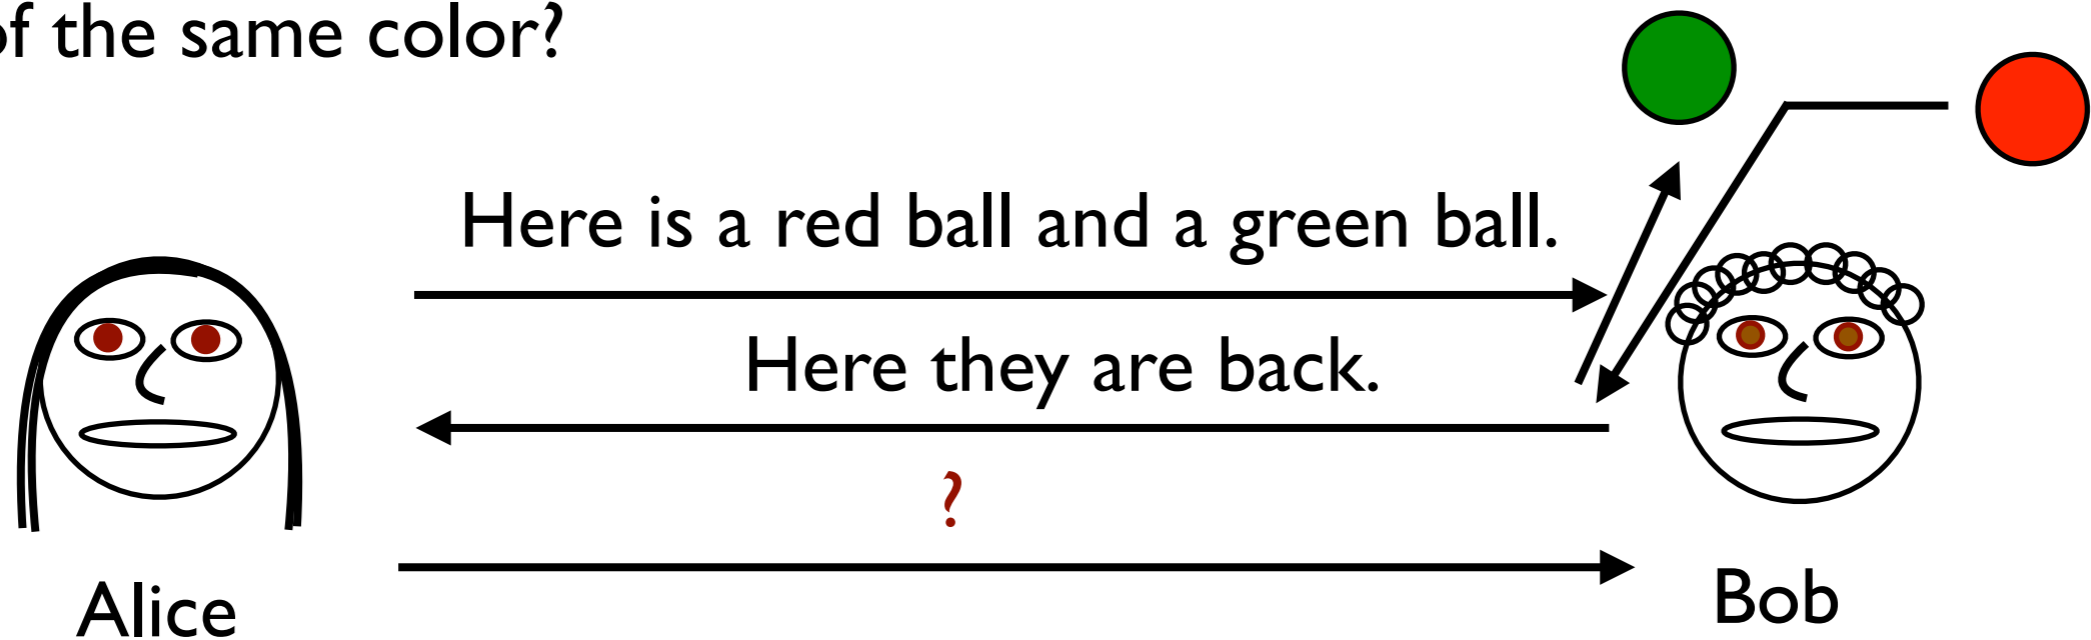 of the same color?
Here is a red ball and a green ball.
Here they are back.
?
Alice
Bob